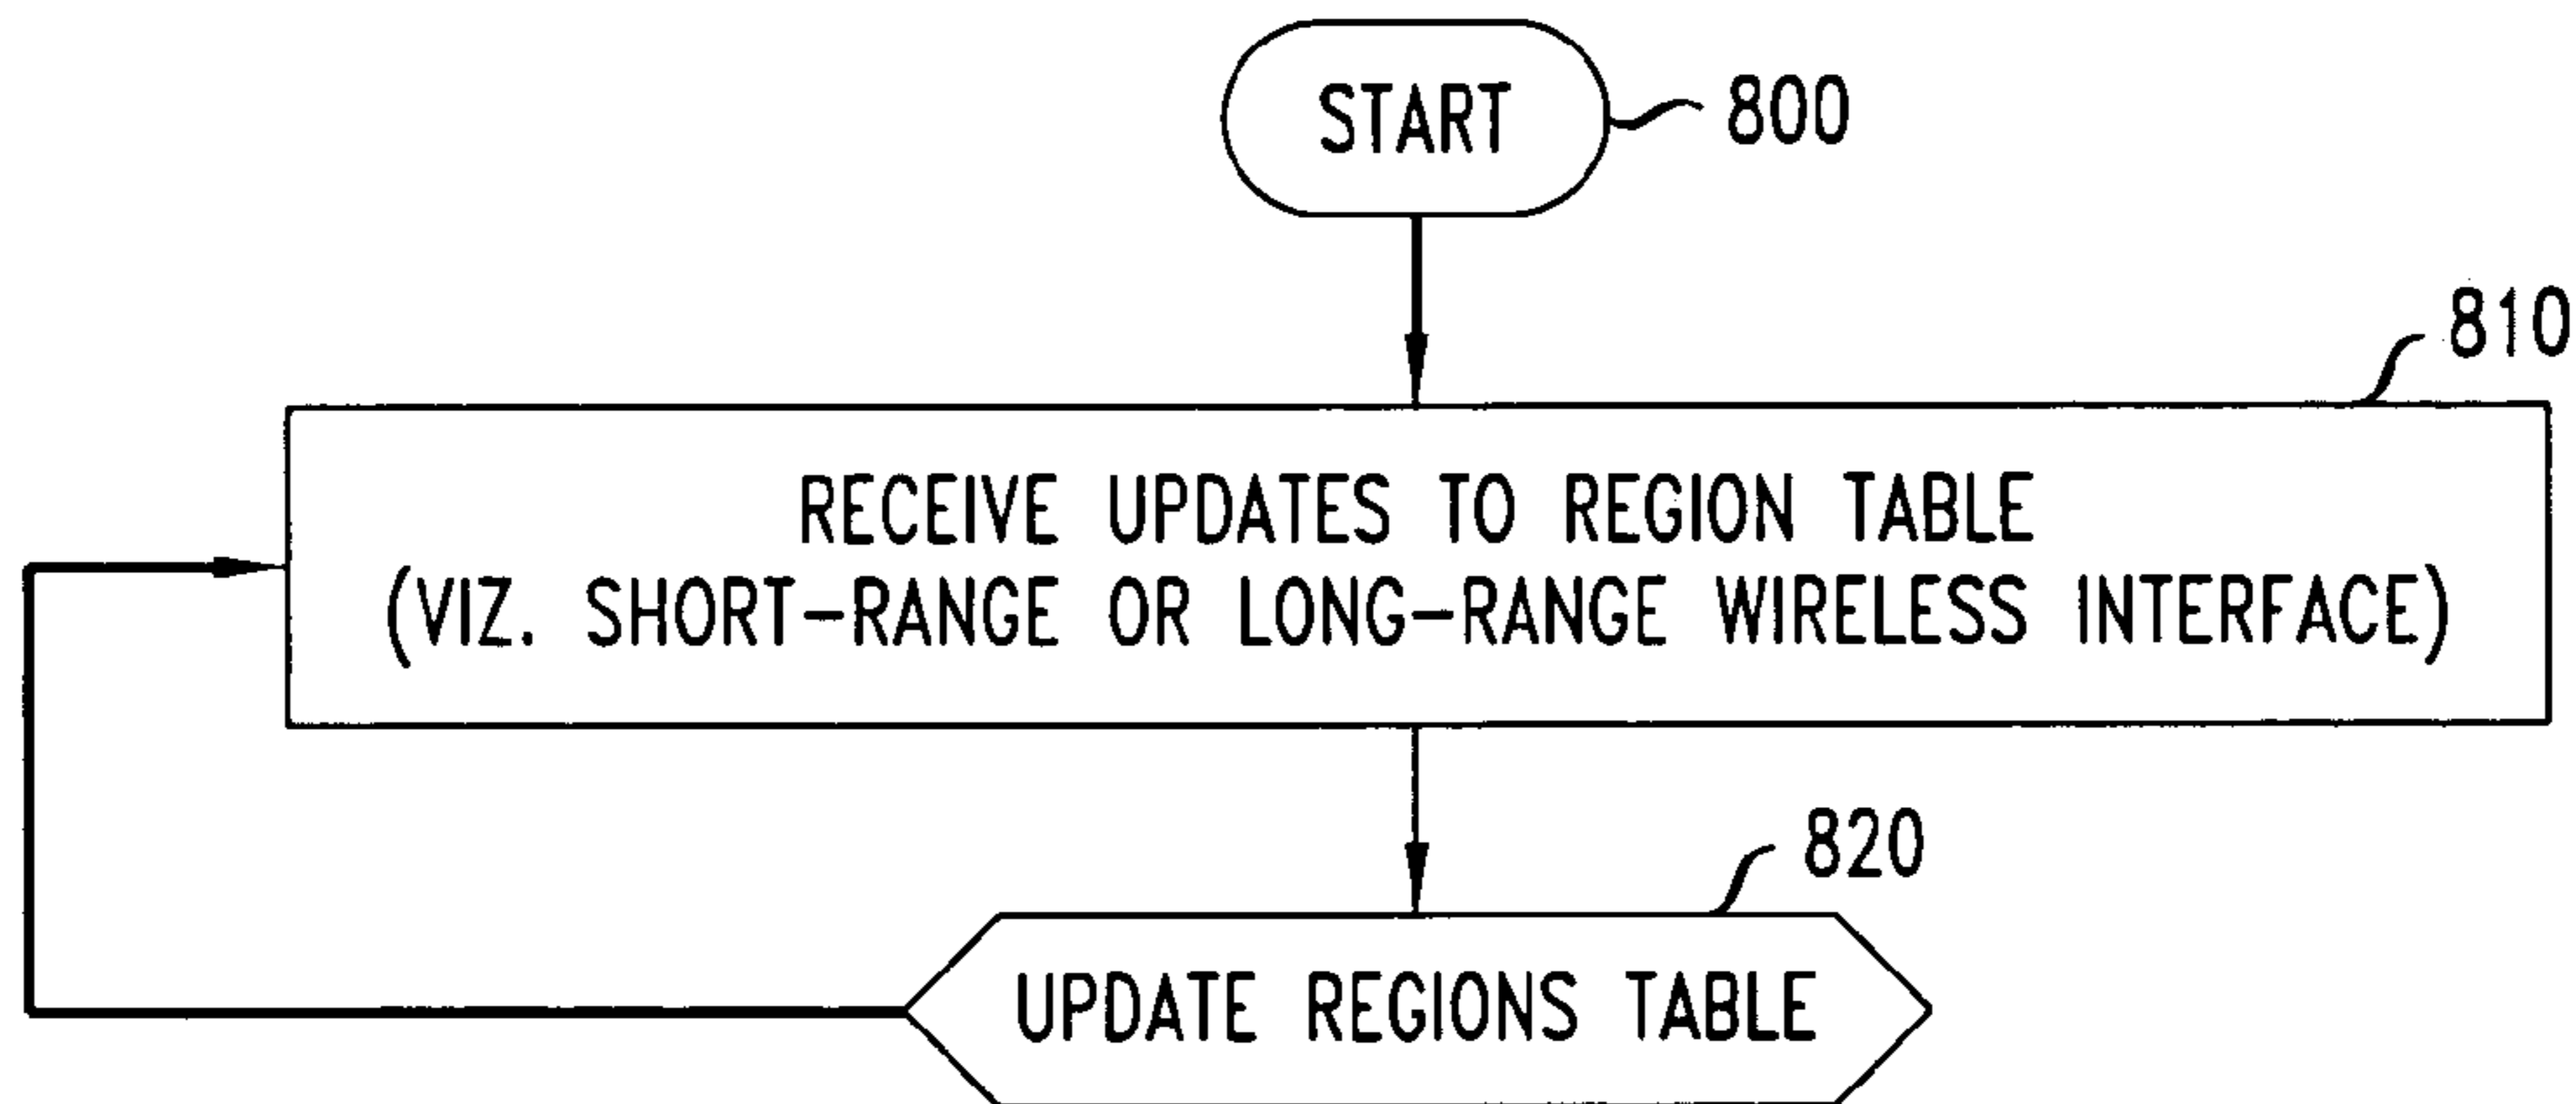 START
800
810
RECEIVE UPDATES TO REGION TABLE
(VIZ. SHORT-RANGE OR LONG-RANGE WIRELESS INTERFACE)
820
UPDATE REGIONS TABLE